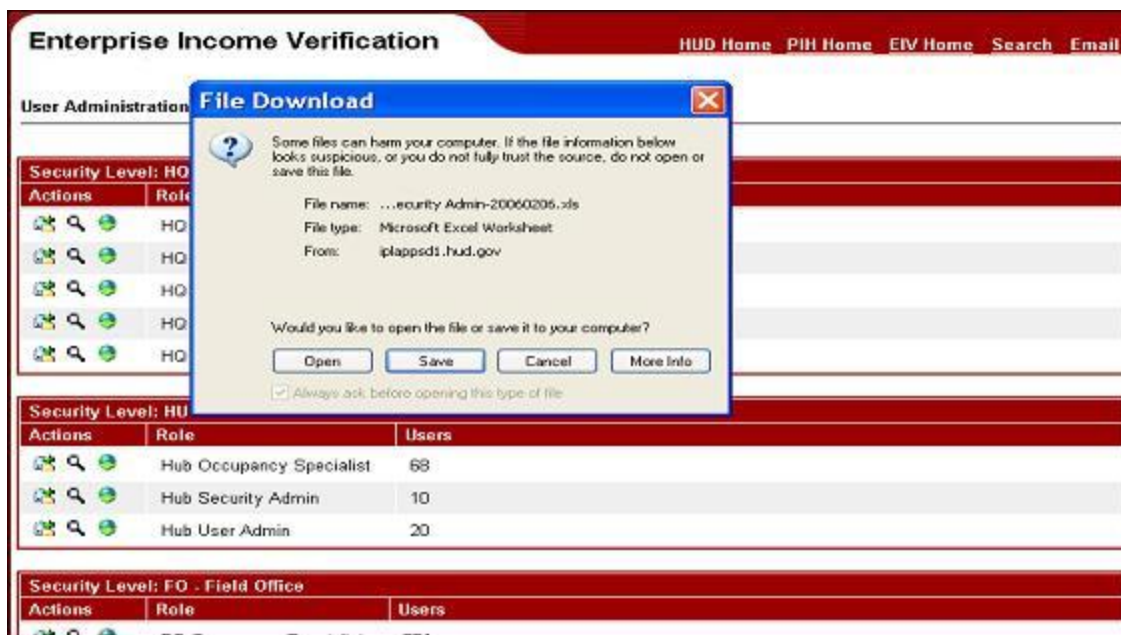 Enterprise Income Verification
HUD Home PIH Home EIV Home Search Email
User Administration
File Download
Some files can harm your computer. If the file information below
looks suspicious, or you do not fully trust the source, do not open or
save this file.
File name: ...ecurity Admin-20060206.xls
File type: Microsoft Excel Worksheet
From: iplappsd1.hud.gov
Would you like to open the file or save it to your computer?
Open Save Cancel More Info
Always ask before opening this type of file
Security Level: HQ
Actions Role
HQ
HQ
HQ
HQ
HQ
Security Level: HU
Actions Role Users
Hub Occupancy Specialist 68
Hub Security Admin 10
Hub User Admin 20
Security Level: FO - Field Office
Actions Role Users